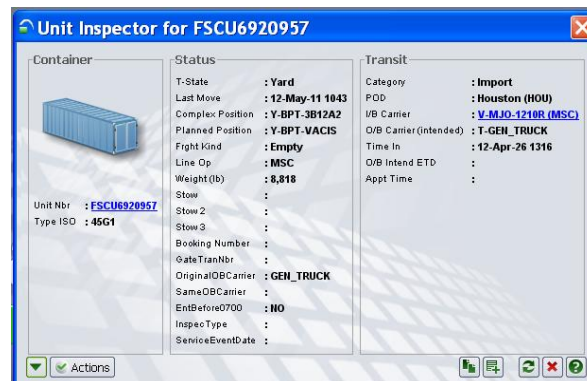 Unit Inspector for FSCU6920957
Container
Unit Nbr : FSCU6920957
Type ISO : 45G1
Status
T-State : Yard
Last Move : 12-May-11 1043
Complex Position : Y-BPT-3B12A2
Planned Position : Y-BPT-VACIS
Frght Kind : Empty
Line Op : MSC
Weight (lb) : 8,818
Stow :
Stow 2 :
Stow 3 :
Booking Number :
GateTranNbr :
OriginalOBCarrier : GEN_TRUCK
SameOBCarrier :
EntBefore0700 : NO
InspecType :
ServiceEventDate :
Transit
Category : Import
POD : Houston (HOU)
I/B Carrier : V-MJO-1210R (MSC)
O/B Carrier(intended) : T-GEN_TRUCK
Time In : 12-Apr-26 1316
O/B Intend ETD :
Appt Time :
Actions